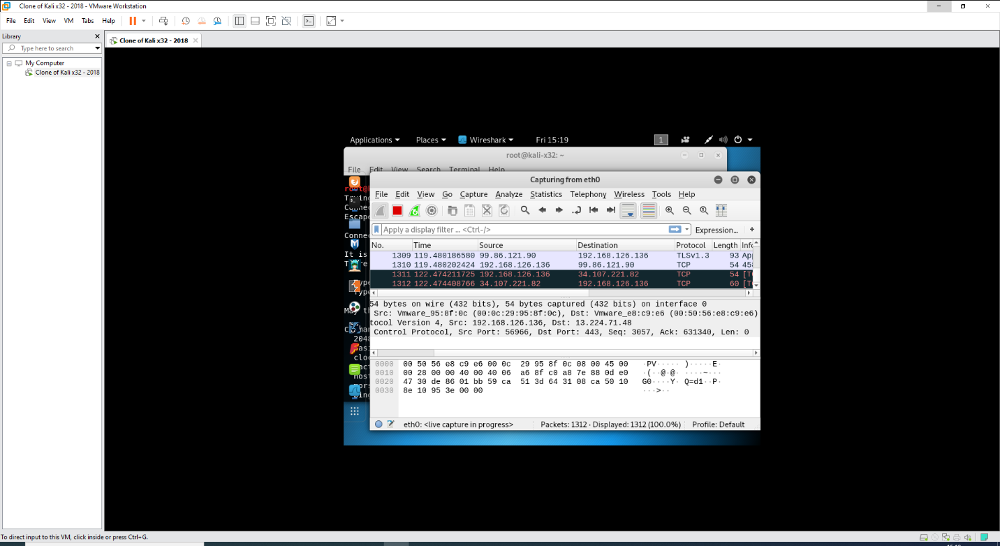 Clone of Kali x32 - 2018 - VMware Workstation
File Edit View VM Tabs Help
Library
Type here to search
My Computer
Clone of Kali x32 - 2018
Clone of Kali x32 - 2018
Applications Places Wireshark Fri 15:19 1
root@kali-x32: ~
File Edit View Search Terminal Help
Escape
It is
Capturing from eth0
File Edit View Go Capture Analyze Statistics Telephony Wireless Tools Help
Apply a display filter ... <Ctrl-/> Expression... +
No. Time Source Destination Protocol Length Info
1309 119.480186580 99.86.121.90 192.168.126.136 TLSv1.3 93 Ap
1310 119.480202424 192.168.126.136 99.86.121.90 TCP 54 45
1311 122.474211725 192.168.126.136 34.107.221.82 TCP 54 [T
1312 122.474408766 34.107.221.82 192.168.126.136 TCP 60 [T
54 bytes on wire (432 bits), 54 bytes captured (432 bits) on interface 0
Src: Vmware_95:8f:0c (00:0c:29:95:8f:0c), Dst: Vmware_e8:c9:e6 (00:50:56:e8:c9:e6)
tocol Version 4, Src: 192.168.126.136, Dst: 13.224.71.48
Control Protocol, Src Port: 56966, Dst Port: 443, Seq: 3057, Ack: 631340, Len: 0
0000 00 50 56 e8 c9 e6 00 0c 29 95 8f 0c 08 00 45 00 ·PV····· )·····E·
0010 00 28 00 00 40 00 40 06 a6 8f c0 a8 7e 88 0d e0 ·(··@·@· ····~···
0020 47 30 de 86 01 bb 59 ca 51 3d 64 31 08 ca 50 10 G0····Y· Q=d1··P·
0030 8e 10 95 3e 00 00 ···>··
eth0: <live capture in progress> Packets: 1312 · Displayed: 1312 (100.0%) Profile: Default
To direct input to this VM, click inside or press Ctrl+G.